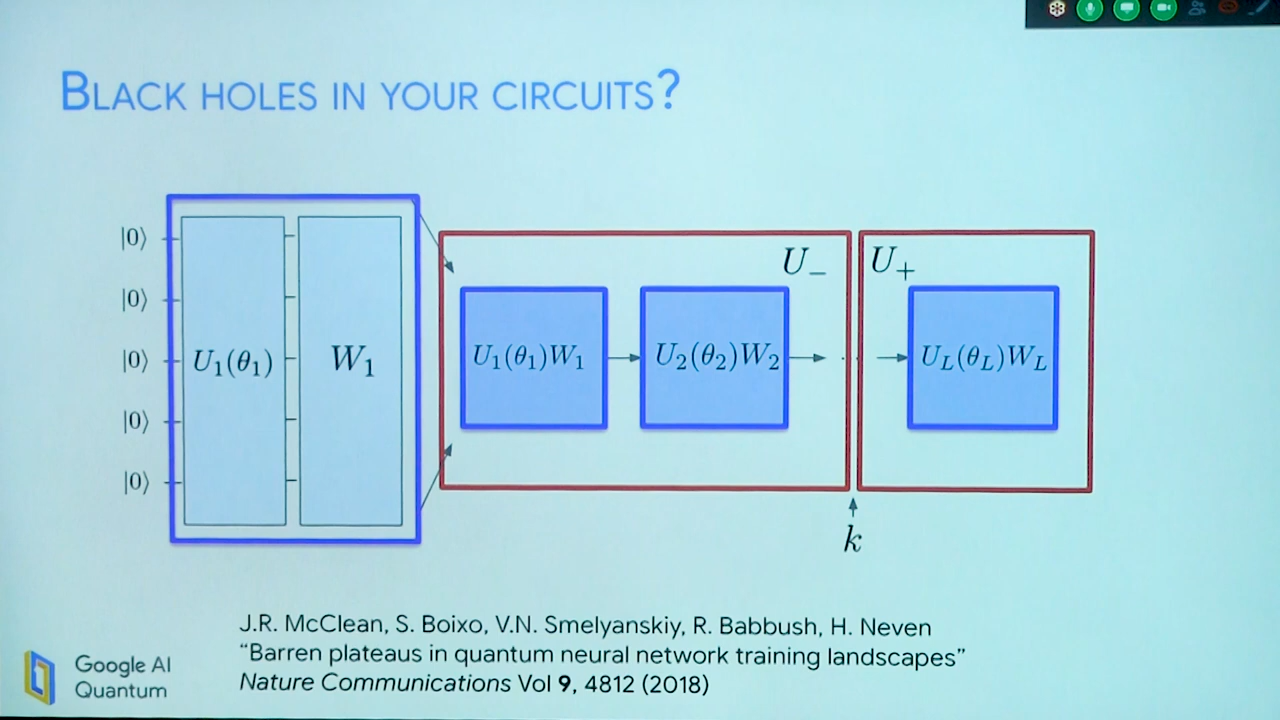 BLACK HOLES IN YOUR CIRCUITS?
|0⟩
|0⟩
|0⟩
|0⟩
|0⟩
U₁(θ₁)
W₁
U₋
U₁(θ₁)W₁
U₂(θ₂)W₂
U₊
U_L(θ_L)W_L
k
J.R. McClean, S. Boixo, V.N. Smelyanskiy, R. Babbush, H. Neven
“Barren plateaus in quantum neural network training landscapes”
Nature Communications Vol 9, 4812 (2018)
Google AI
Quantum